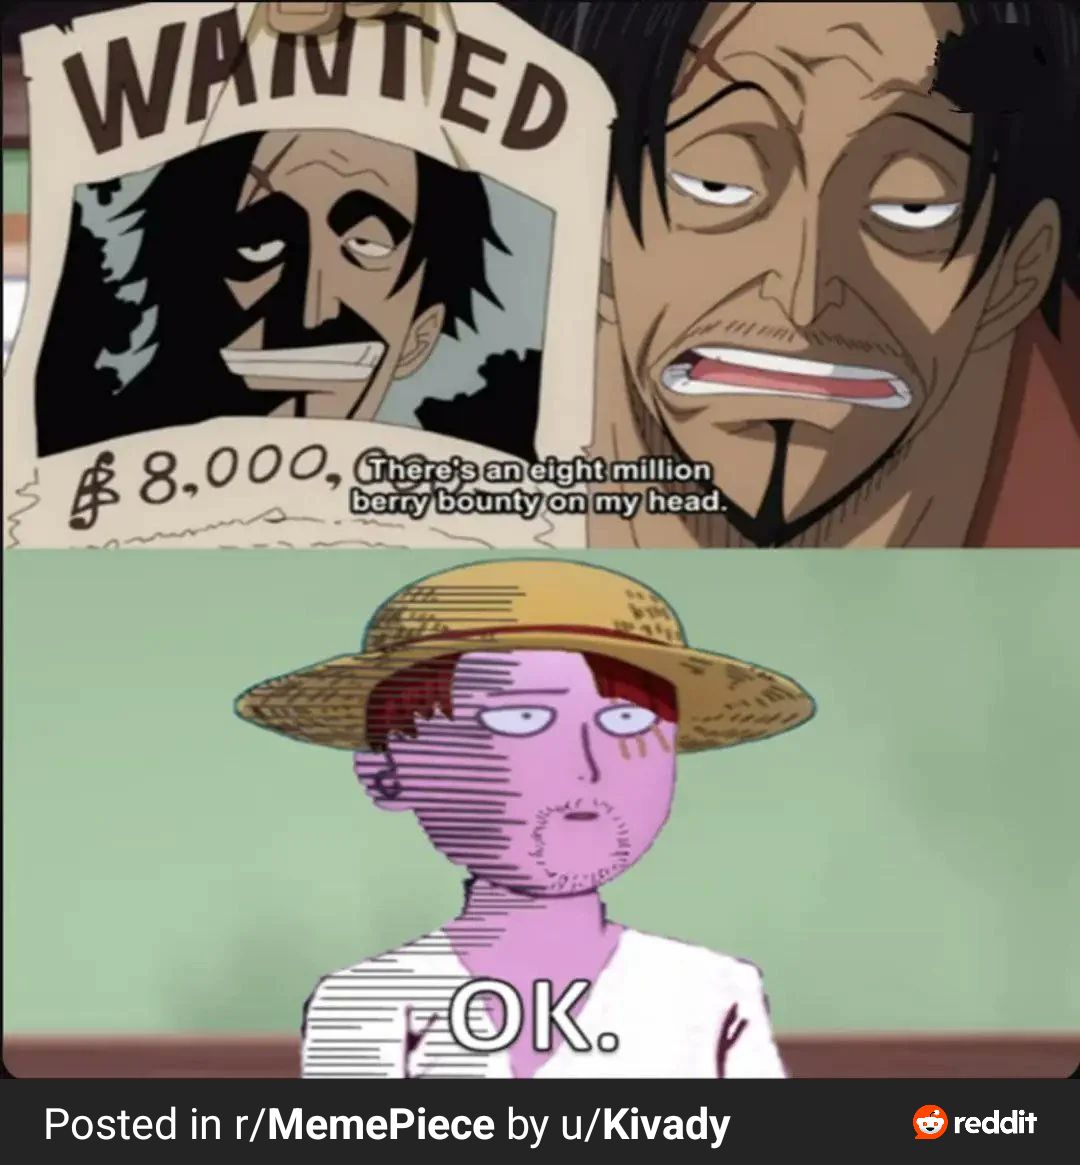 WANTED
฿ 8,000,
There's an eight million
berry bounty on my head.
OK.
Posted in r/MemePiece by u/Kivady
reddit